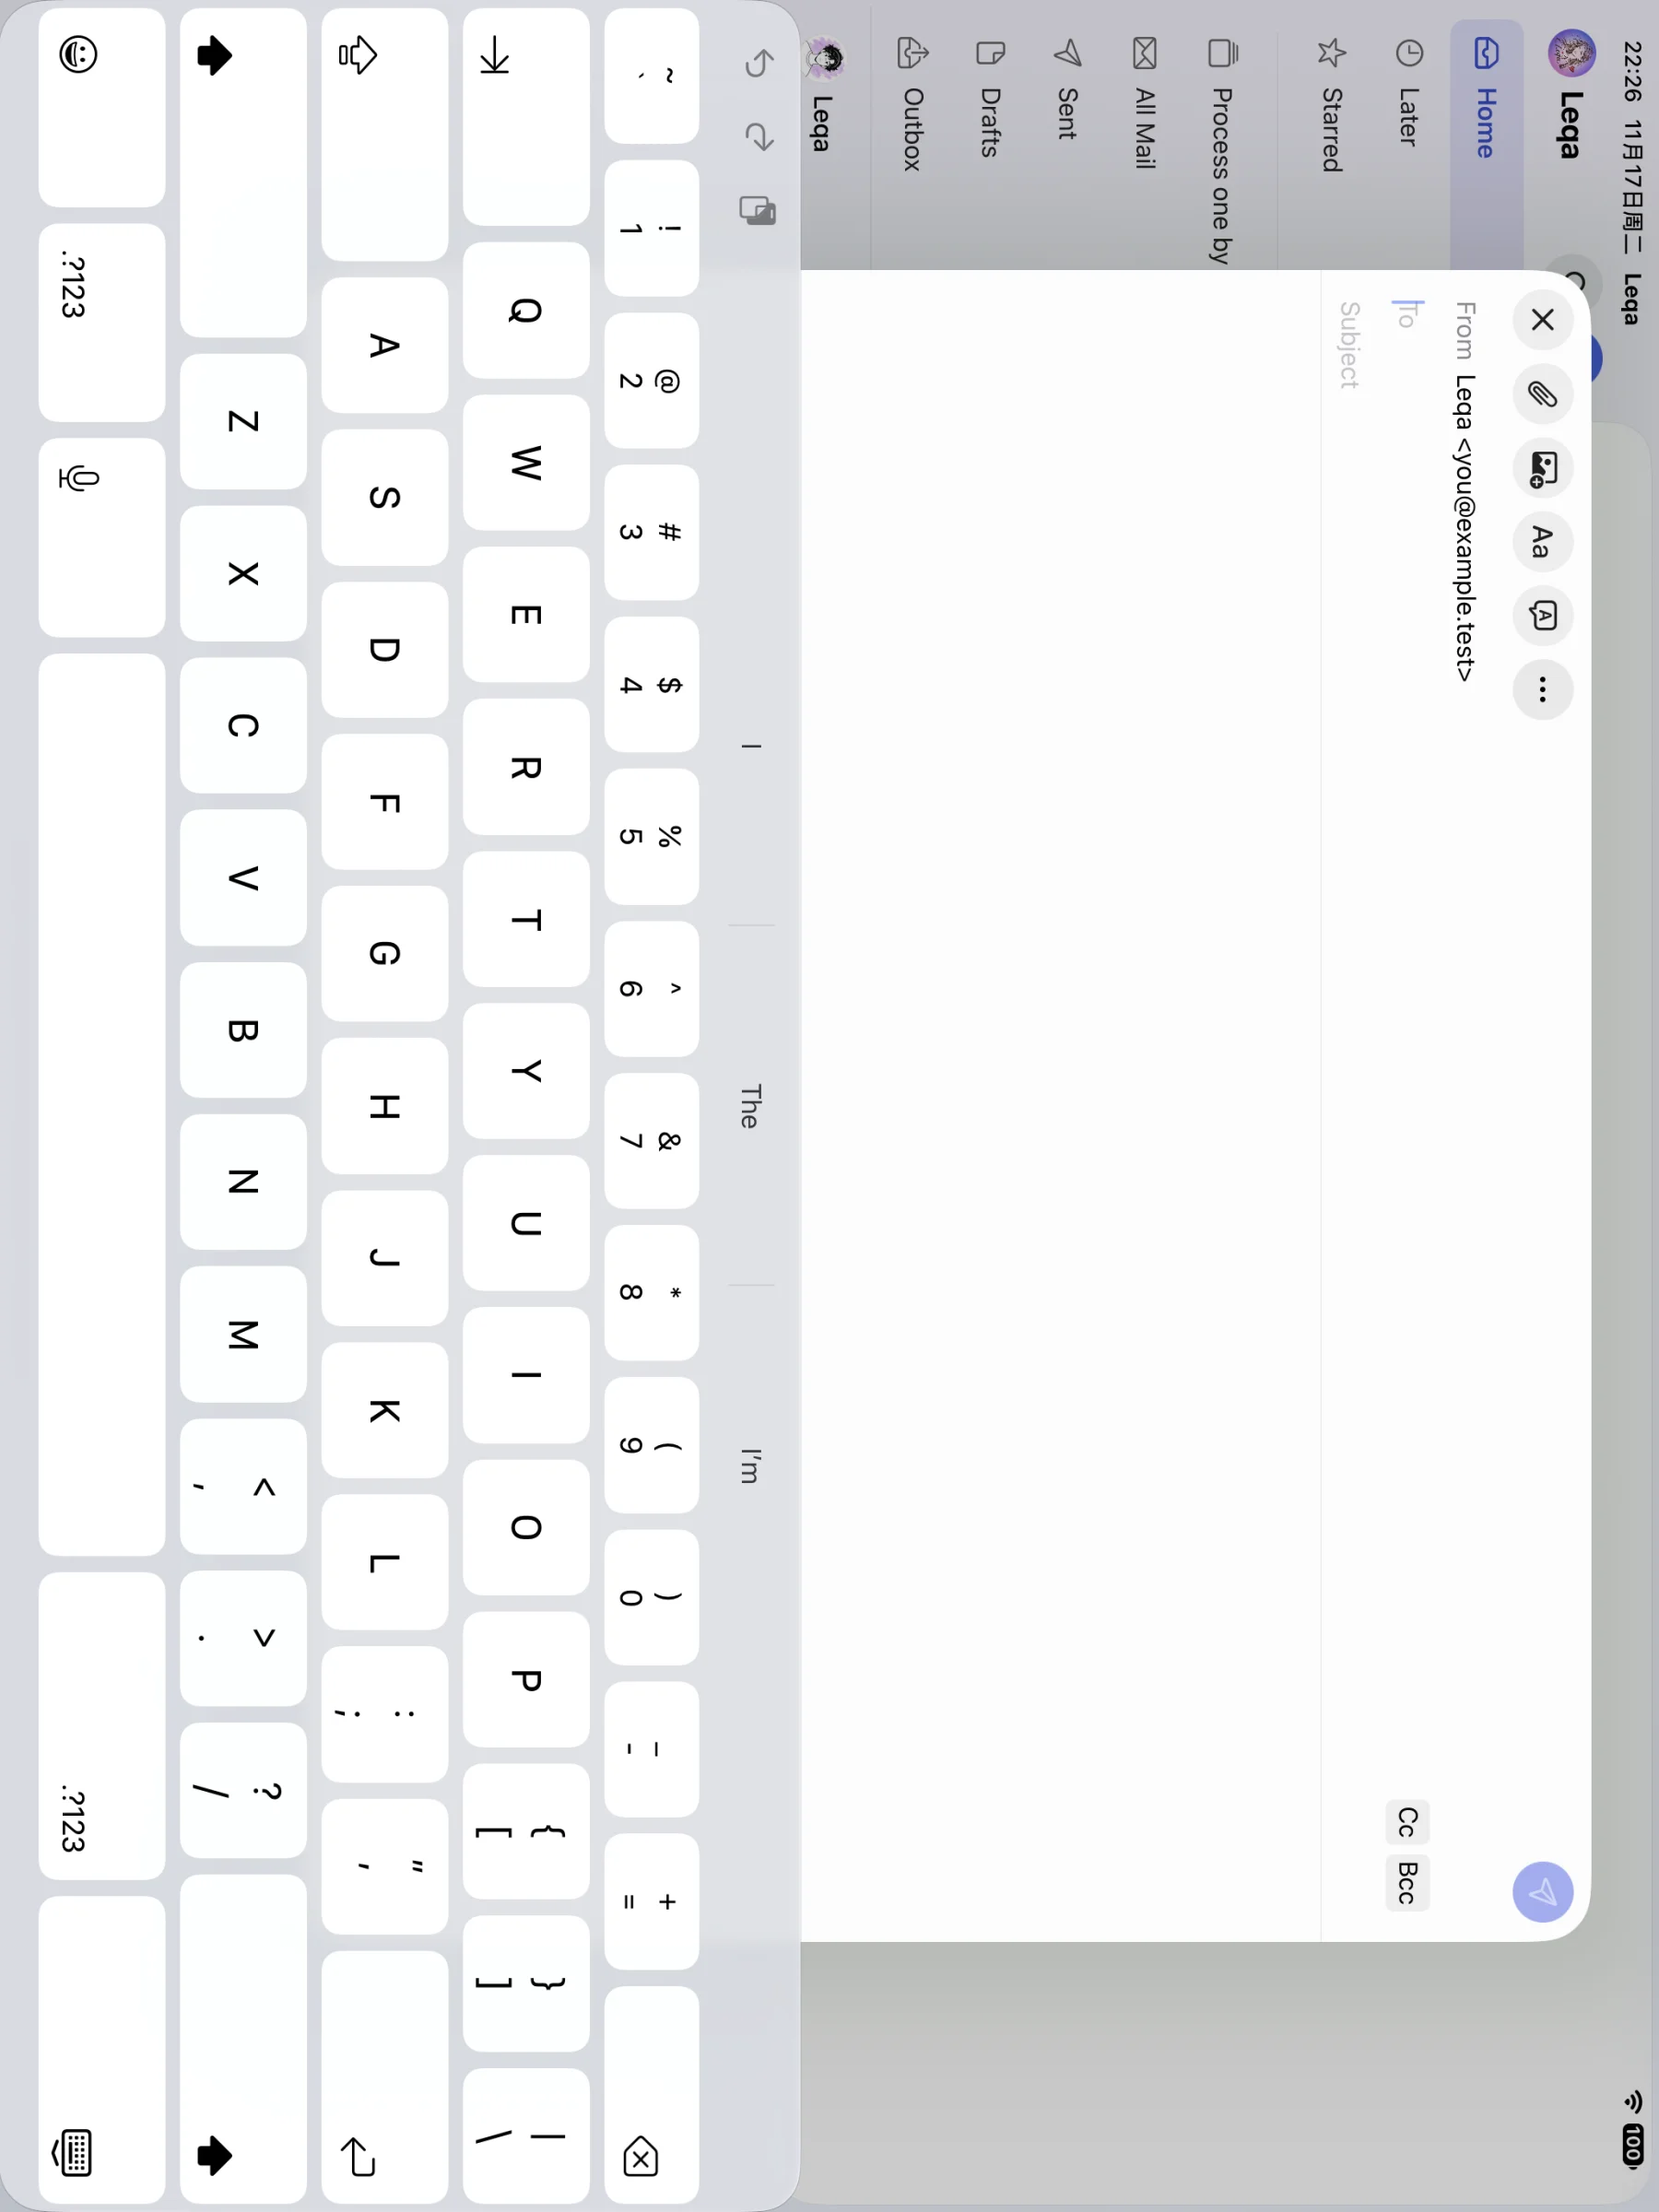 22:26 11月17日周二 Leqa
100
Leqa
Home
Later
Starred
Process one by
All Mail
Sent
Drafts
Outbox
Leqa
Aa
A
From Leqa <you@example.test>
To
Cc Bcc
Subject
I The I'm
~ ! @ # $ % ^ & * ( ) _ +
` 1 2 3 4 5 6 7 8 9 0 - =
Q W E R T Y U I O P { } |
[ ] \
A S D F G H J K L : "
; '
Z X C V B N M < > ?
, . /
.?123 .?123